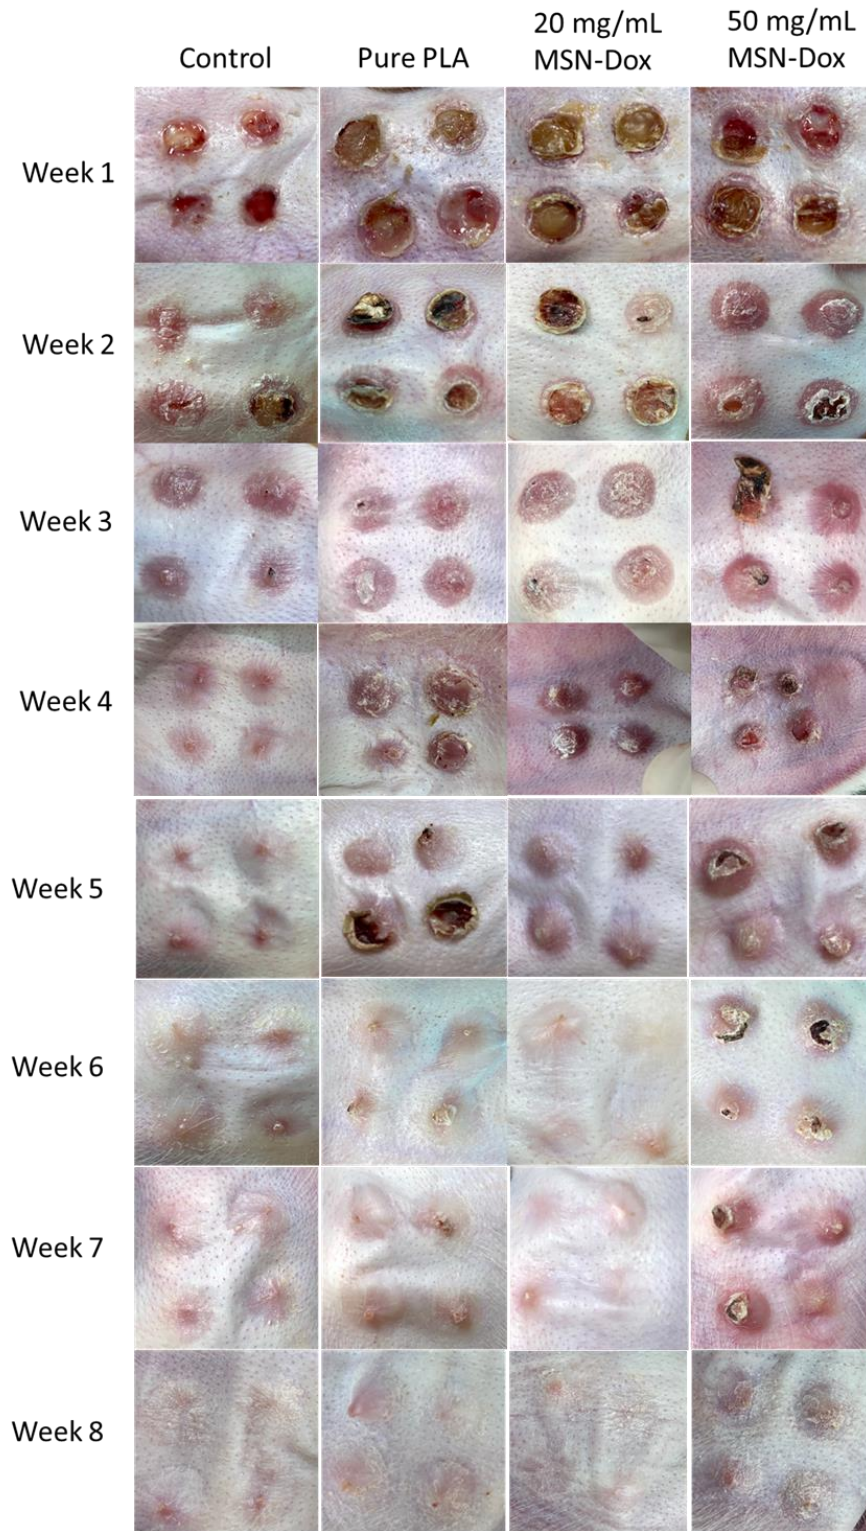 Control
Pure PLA
20 mg/mL
MSN-Dox
50 mg/mL
MSN-Dox
Week 1
Week 2
Week 3
Week 4
Week 5
Week 6
Week 7
Week 8